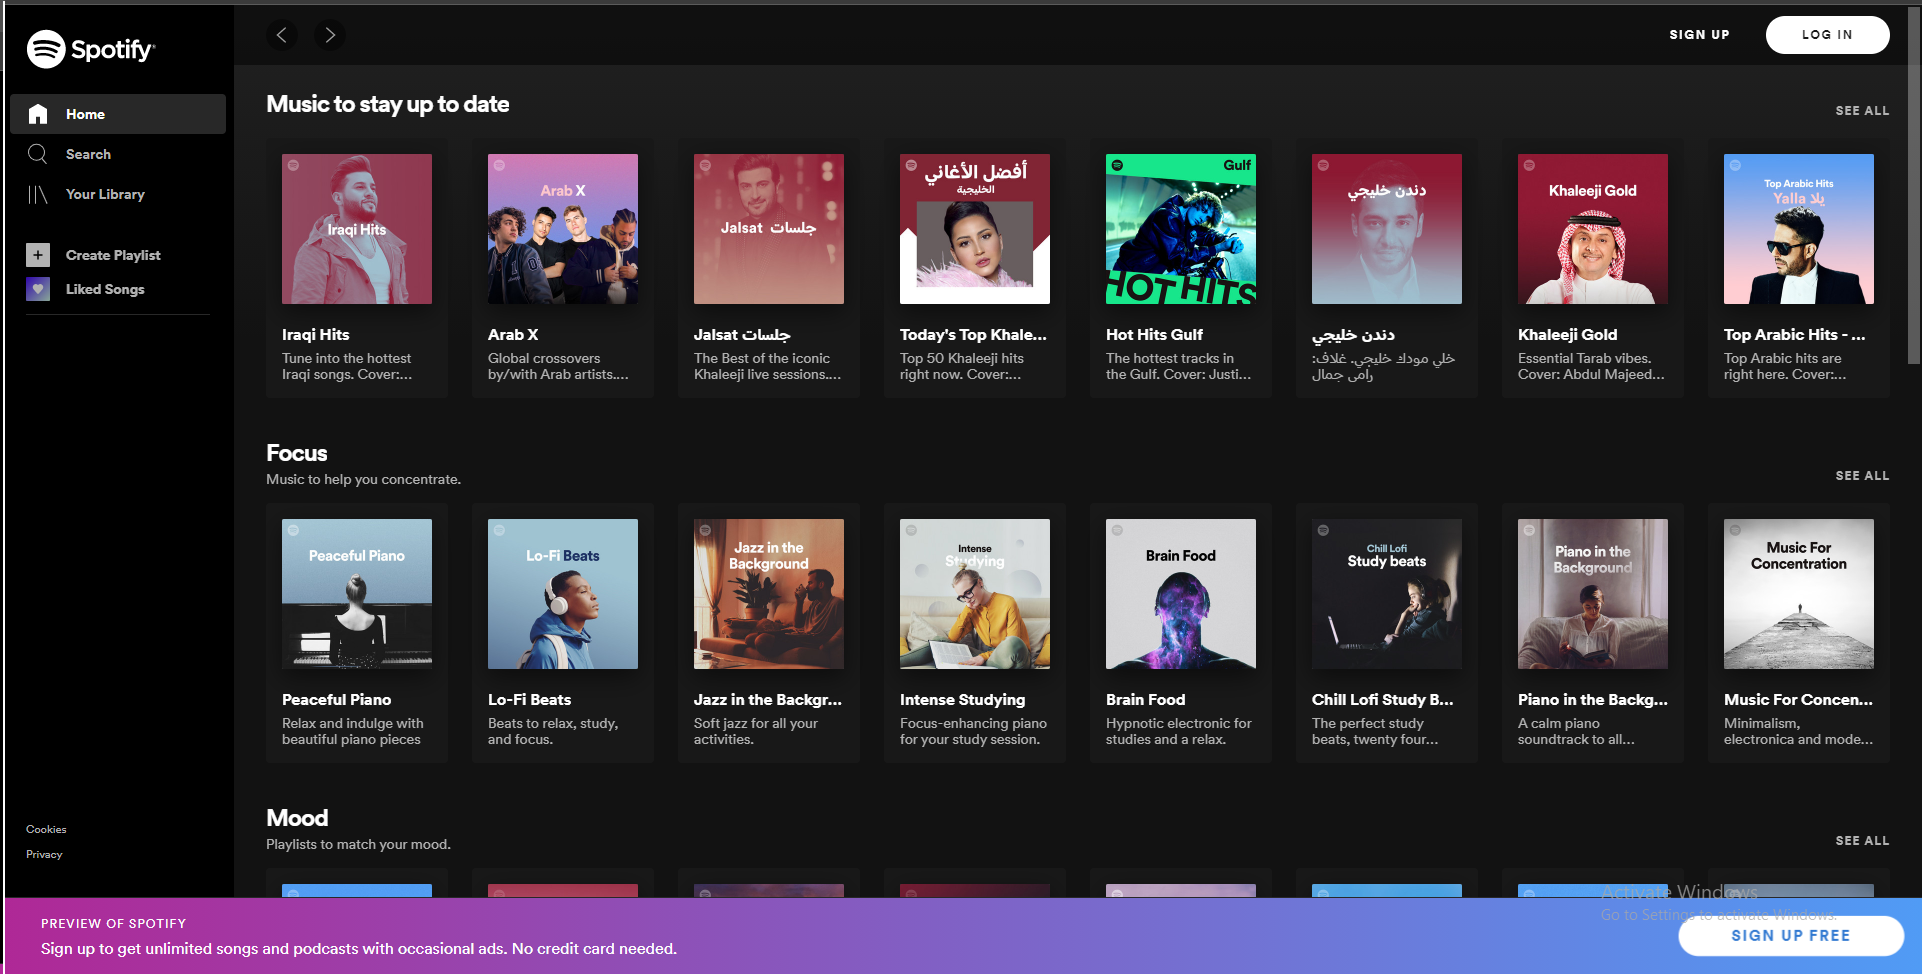 Spotify
Home
Search
Your Library
Create Playlist
Liked Songs
Cookies
Privacy
SIGN UP
LOG IN
Music to stay up to date
SEE ALL
Iraqi Hits
Arab X
Jalsat جلسات
أفضل الأغاني
الخليجية
Gulf
HOT HITS
دندن خليجي
Khaleeji Gold
Top Arabic Hits
Yalla يلا
Iraqi Hits
Tune into the hottest
Iraqi songs. Cover:...
Arab X
Global crossovers
by/with Arab artists....
Jalsat جلسات
The Best of the iconic
Khaleeji live sessions....
Today's Top Khale...
Top 50 Khaleeji hits
right now. Cover:...
Hot Hits Gulf
The hottest tracks in
the Gulf. Cover: Justi...
دندن خليجي
خلي مودك خليجي. غلاف:
رامي جمال
Khaleeji Gold
Essential Tarab vibes.
Cover: Abdul Majeed...
Top Arabic Hits - ...
Top Arabic hits are
right here. Cover:...
Focus
Music to help you concentrate.
SEE ALL
Peaceful Piano
Lo-Fi Beats
Jazz in the
Background
Intense
Studying
Brain Food
Chill Lofi
Study beats
Piano in the
Background
Music For
Concentration
Peaceful Piano
Relax and indulge with
beautiful piano pieces
Lo-Fi Beats
Beats to relax, study,
and focus.
Jazz in the Backgr...
Soft jazz for all your
activities.
Intense Studying
Focus-enhancing piano
for your study session.
Brain Food
Hypnotic electronic for
studies and a relax.
Chill Lofi Study B...
The perfect study
beats, twenty four...
Piano in the Backg...
A calm piano
soundtrack to all...
Music For Concen...
Minimalism,
electronica and mode...
Mood
Playlists to match your mood.
SEE ALL
Activate Windows
Go to Settings to activate Windows.
PREVIEW OF SPOTIFY
Sign up to get unlimited songs and podcasts with occasional ads. No credit card needed.
SIGN UP FREE